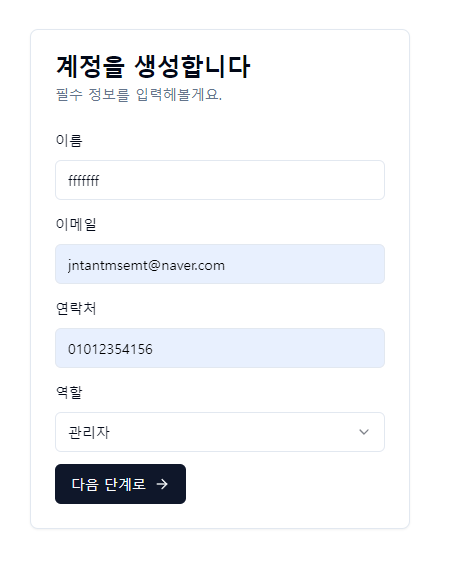 계정을 생성합니다
필수 정보를 입력헤볼게요.
이름
fffffff
이메일
jntantmsemt@naver.com
연락처
01012354156
역할
관리자
다음 단계로 →